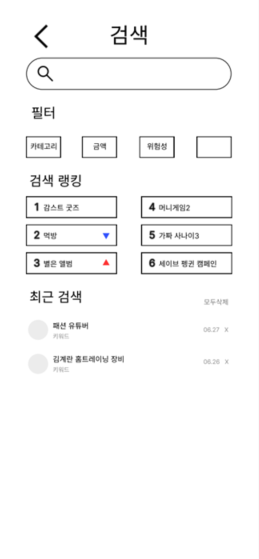 검색
필터
카테고리 금액 위험성
검색 랭킹
1 감스트 굿즈 4 머니게임2
2 먹방 5 가짜 사나이3
3 별은 앨범 6 세이브 펭귄 캠페인
최근 검색
모두삭제
패션 유튜버
키워드
06.27 X
김계란 홈트레이닝 장비
키워드
06.26 X